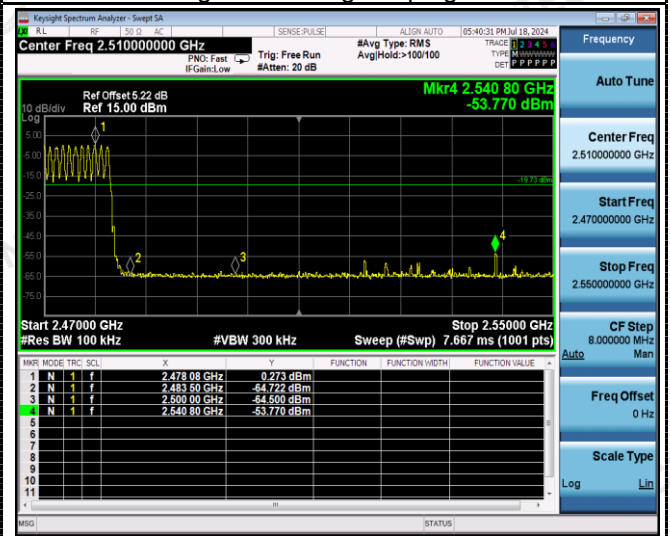 Keysight Spectrum Analyzer - Swept SA
RL RF 50 Ω AC SENSE:PULSE ALIGN AUTO 05:40:31 PM Jul 18, 2024
Center Freq 2.510000000 GHz #Avg Type: RMS TRACE 1 2 3 4 5 6
PNO: Fast Trig: Free Run Avg|Hold:>100/100 TYPE M
IFGain:Low #Atten: 20 dB DET P P P P P P
Mkr4 2.540 80 GHz
-53.770 dBm
Ref Offset 5.22 dB
10 dB/div Ref 15.00 dBm
Log
1
5.00
-5.00
-15.0
-19.73 dBm
-25.0
-35.0
-45.0
4
-55.0
2 3
-65.0
-75.0
Start 2.47000 GHz Stop 2.55000 GHz
#Res BW 100 kHz #VBW 300 kHz Sweep (#Swp) 7.667 ms (1001 pts)
MKR MODE TRC SCL X Y FUNCTION FUNCTION WIDTH FUNCTION VALUE
1 N 1 f 2.478 08 GHz 0.273 dBm
2 N 1 f 2.483 50 GHz -64.722 dBm
3 N 1 f 2.500 00 GHz -64.500 dBm
4 N 1 f 2.540 80 GHz -53.770 dBm
5
6
7
8
9
10
11
MSG STATUS
Frequency
Auto Tune
Center Freq
2.510000000 GHz
Start Freq
2.470000000 GHz
Stop Freq
2.550000000 GHz
CF Step
8.000000 MHz
Auto Man
Freq Offset
0 Hz
Scale Type
Log Lin